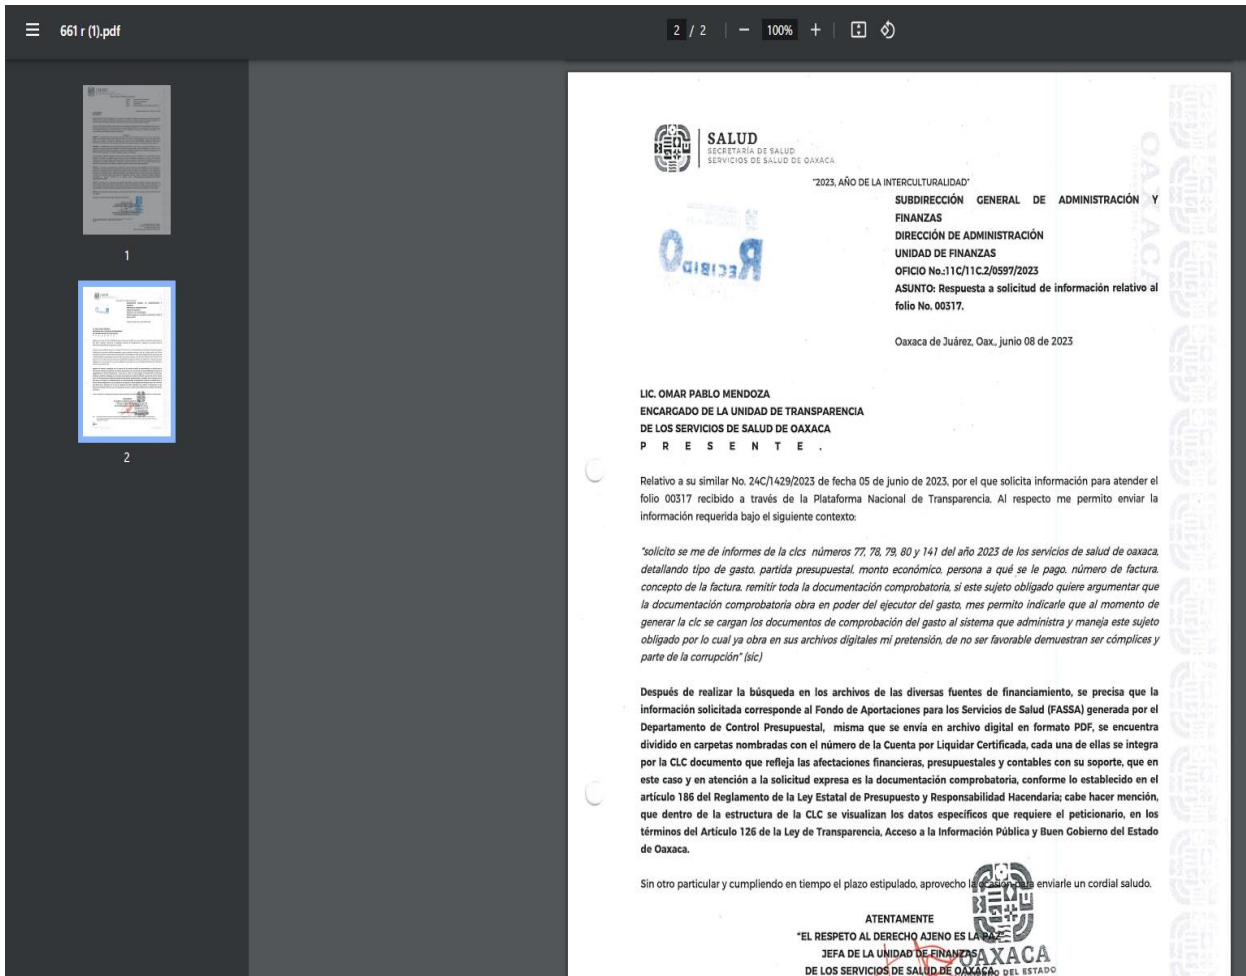 661 r (1).pdf
2 / 2
100%
1
2
SALUD
SECRETARÍA DE SALUD
SERVICIOS DE SALUD DE OAXACA
"2023, AÑO DE LA INTERCULTURALIDAD"
RECIBIDO
SUBDIRECCIÓN GENERAL DE ADMINISTRACIÓN Y
FINANZAS
DIRECCIÓN DE ADMINISTRACIÓN
UNIDAD DE FINANZAS
OFICIO No.:11C/11C.2/0597/2023
ASUNTO: Respuesta a solicitud de información relativo al
folio No. 00317.
Oaxaca de Juárez, Oax., junio 08 de 2023
LIC. OMAR PABLO MENDOZA
ENCARGADO DE LA UNIDAD DE TRANSPARENCIA
DE LOS SERVICIOS DE SALUD DE OAXACA
P R E S E N T E .
Relativo a su similar No. 24C/1429/2023 de fecha 05 de junio de 2023, por el que solicita información para atender el
folio 00317 recibido a través de la Plataforma Nacional de Transparencia. Al respecto me permito enviar la
información requerida bajo el siguiente contexto:
"solicito se me de informes de la clcs números 77, 78, 79, 80 y 141 del año 2023 de los servicios de salud de oaxaca,
detallando tipo de gasto. partida presupuestal, monto económico, persona a qué se le pago, número de factura.
concepto de la factura. remitir toda la documentación comprobatoria, si este sujeto obligado quiere argumentar que
la documentación comprobatoria obra en poder del ejecutor del gasto, mes permito indicarle que al momento de
generar la clc se cargan los documentos de comprobación del gasto al sistema que administra y maneja este sujeto
obligado por lo cual ya obra en sus archivos digitales mi pretensión, de no ser favorable demuestran ser cómplices y
parte de la corrupción" (sic)
Después de realizar la búsqueda en los archivos de las diversas fuentes de financiamiento, se precisa que la
información solicitada corresponde al Fondo de Aportaciones para los Servicios de Salud (FASSA) generada por el
Departamento de Control Presupuestal, misma que se envía en archivo digital en formato PDF, se encuentra
dividido en carpetas nombradas con el número de la Cuenta por Liquidar Certificada, cada una de ellas se integra
por la CLC documento que refleja las afectaciones financieras, presupuestales y contables con su soporte, que en
este caso y en atención a la solicitud expresa es la documentación comprobatoria, conforme lo establecido en el
artículo 186 del Reglamento de la Ley Estatal de Presupuesto y Responsabilidad Hacendaria; cabe hacer mención,
que dentro de la estructura de la CLC se visualizan los datos específicos que requiere el peticionario, en los
términos del Artículo 126 de la Ley de Transparencia, Acceso a la Información Pública y Buen Gobierno del Estado
de Oaxaca.
Sin otro particular y cumpliendo en tiempo el plazo estipulado, aprovecho la ocasión para enviarle un cordial saludo.
ATENTAMENTE
"EL RESPETO AL DERECHO AJENO ES LA PAZ"
JEFA DE LA UNIDAD DE FINANZAS
DE LOS SERVICIOS DE SALUD DE OAXACA
OAXACA
DEL ESTADO
OAXACA